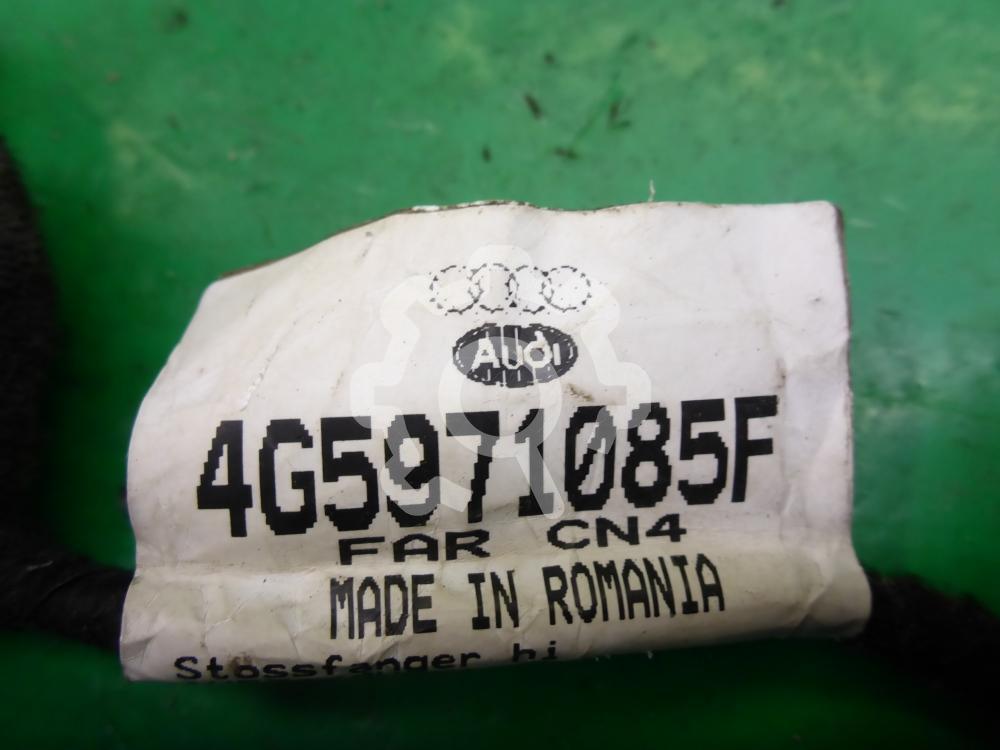 Audi
4G5971085F
FAR CN4
MADE IN ROMANIA
Stossfanger hi